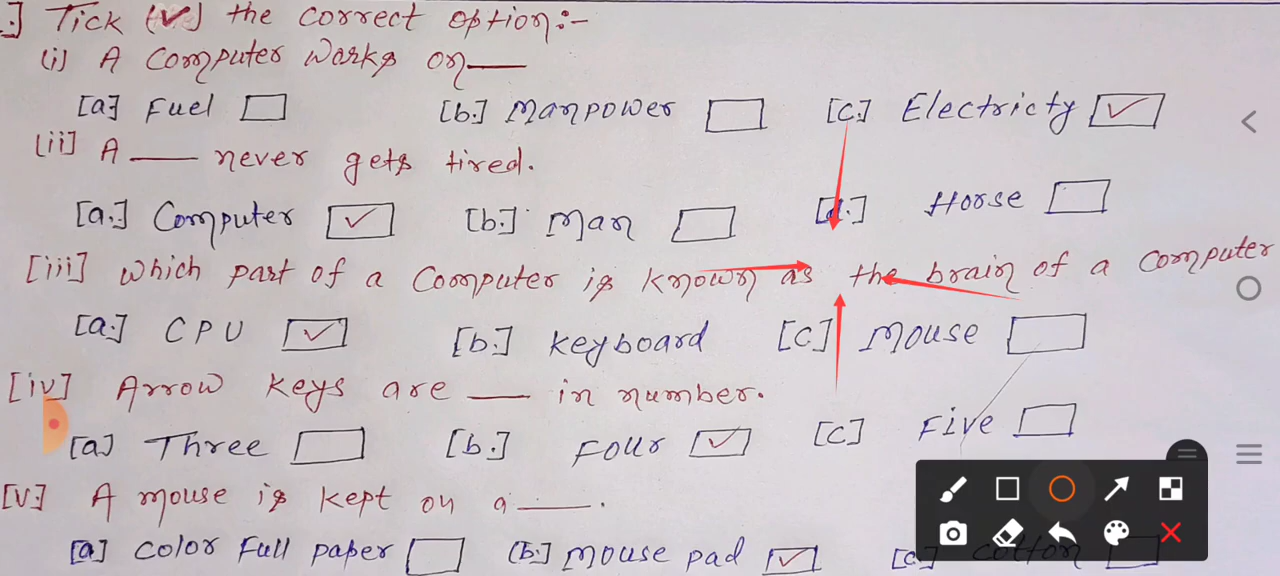 .] Tick (✓) the correct option:-
(i) A Computer works on___
[a] Fuel [b.] Manpower [c.] Electricty ✓
(ii] A ___ never gets tired.
[a.] Computer ✓ [b.] Man [d.] Horse
[iii] which part of a Computer is known as the brain of a computer
[a.] CPU ✓ [b.] keyboard [c] mouse
[iv] Arrow keys are ___ in number.
[a] Three [b.] Four ✓ [c] Five
[v.] A mouse is kept on a ___.
[a] color Full paper [b.] mouse pad ✓ [c] cotton